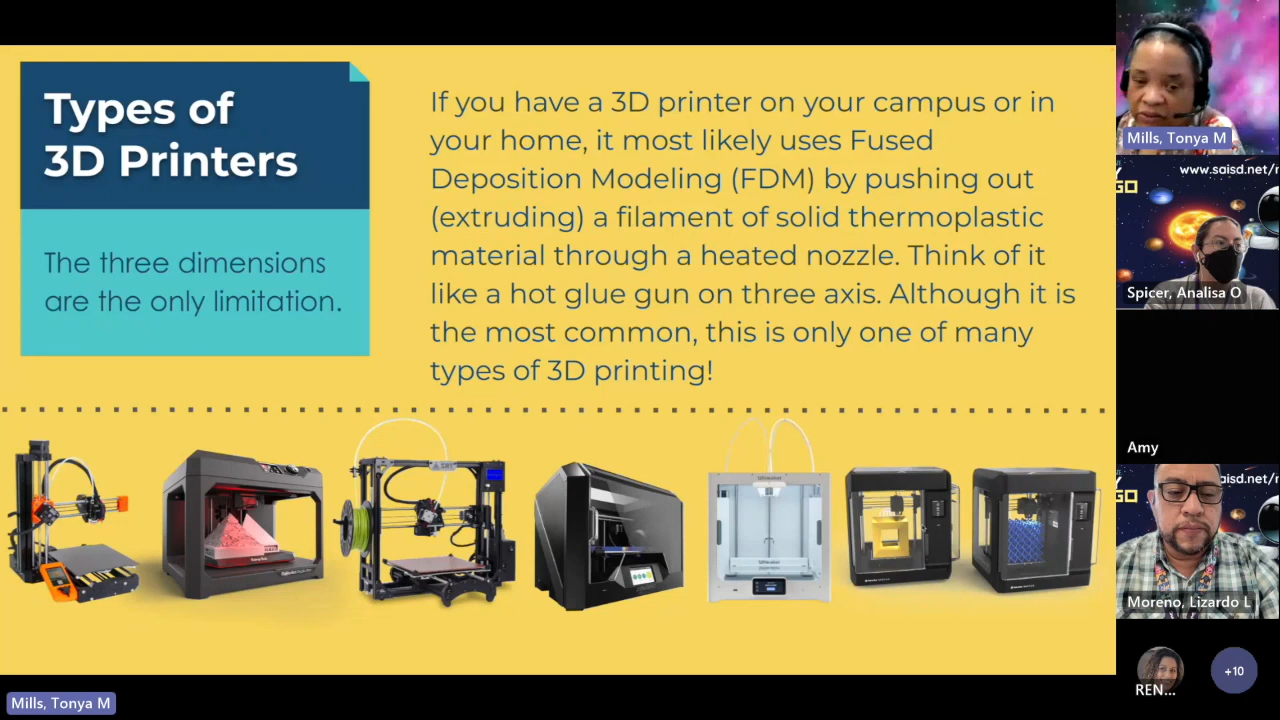 Types of
3D Printers
The three dimensions
are the only limitation.
If you have a 3D printer on your campus or in
your home, it most likely uses Fused
Deposition Modeling (FDM) by pushing out
(extruding) a filament of solid thermoplastic
material through a heated nozzle. Think of it
like a hot glue gun on three axis. Although it is
the most common, this is only one of many
types of 3D printing!
Mills, Tonya M
www.saisd.net/r
GO
Spicer, Analisa O
Amy
aisd.net/r
GO
Moreno, Lizardo L
REN...
+10
Mills, Tonya M